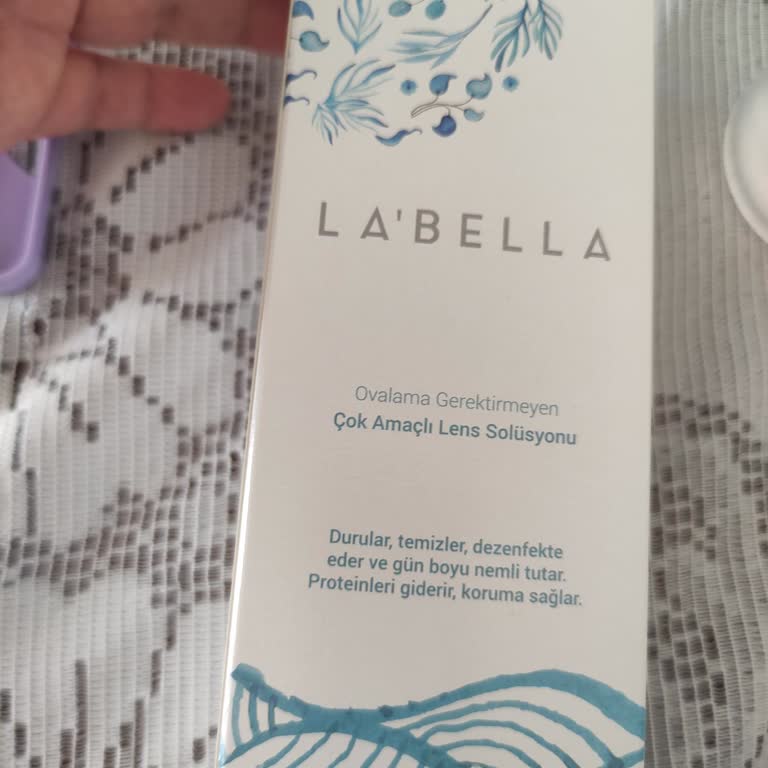 LA'BELLA
Ovalama Gerektirmeyen
Çok Amaçlı Lens Solüsyonu
Durular, temizler, dezenfekte
eder ve gün boyu nemli tutar.
Proteinleri giderir, koruma sağlar.